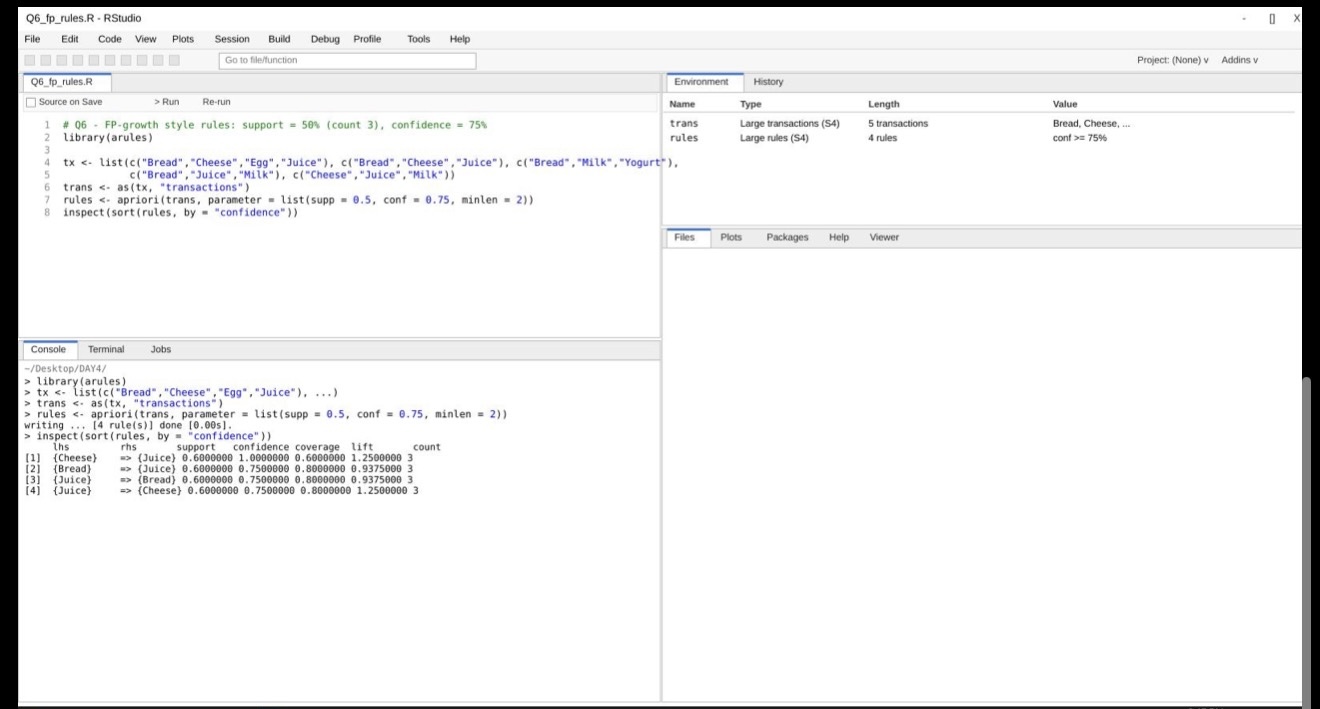 Q6_fp_rules.R - RStudio - [] X
File Edit Code View Plots Session Build Debug Profile Tools Help
Go to file/function Project: (None) v Addins v
Q6_fp_rules.R
Source on Save > Run Re-run
1 # Q6 - FP-growth style rules: support = 50% (count 3), confidence = 75%
2 library(arules)
3
4 tx <- list(c("Bread","Cheese","Egg","Juice"), c("Bread","Cheese","Juice"), c("Bread","Milk","Yogurt"),
5 c("Bread","Juice","Milk"), c("Cheese","Juice","Milk"))
6 trans <- as(tx, "transactions")
7 rules <- apriori(trans, parameter = list(supp = 0.5, conf = 0.75, minlen = 2))
8 inspect(sort(rules, by = "confidence"))
Environment History
Name Type Length Value
trans Large transactions (S4) 5 transactions Bread, Cheese, ...
rules Large rules (S4) 4 rules conf >= 75%
Files Plots Packages Help Viewer
Console Terminal Jobs
~/Desktop/DAY4/
> library(arules)
> tx <- list(c("Bread","Cheese","Egg","Juice"), ...)
> trans <- as(tx, "transactions")
> rules <- apriori(trans, parameter = list(supp = 0.5, conf = 0.75, minlen = 2))
writing ... [4 rule(s)] done [0.00s].
> inspect(sort(rules, by = "confidence"))
lhs rhs support confidence coverage lift count
[1] {Cheese} => {Juice} 0.6000000 1.0000000 0.6000000 1.2500000 3
[2] {Bread} => {Juice} 0.6000000 0.7500000 0.8000000 0.9375000 3
[3] {Juice} => {Bread} 0.6000000 0.7500000 0.8000000 0.9375000 3
[4] {Juice} => {Cheese} 0.6000000 0.7500000 0.8000000 1.2500000 3